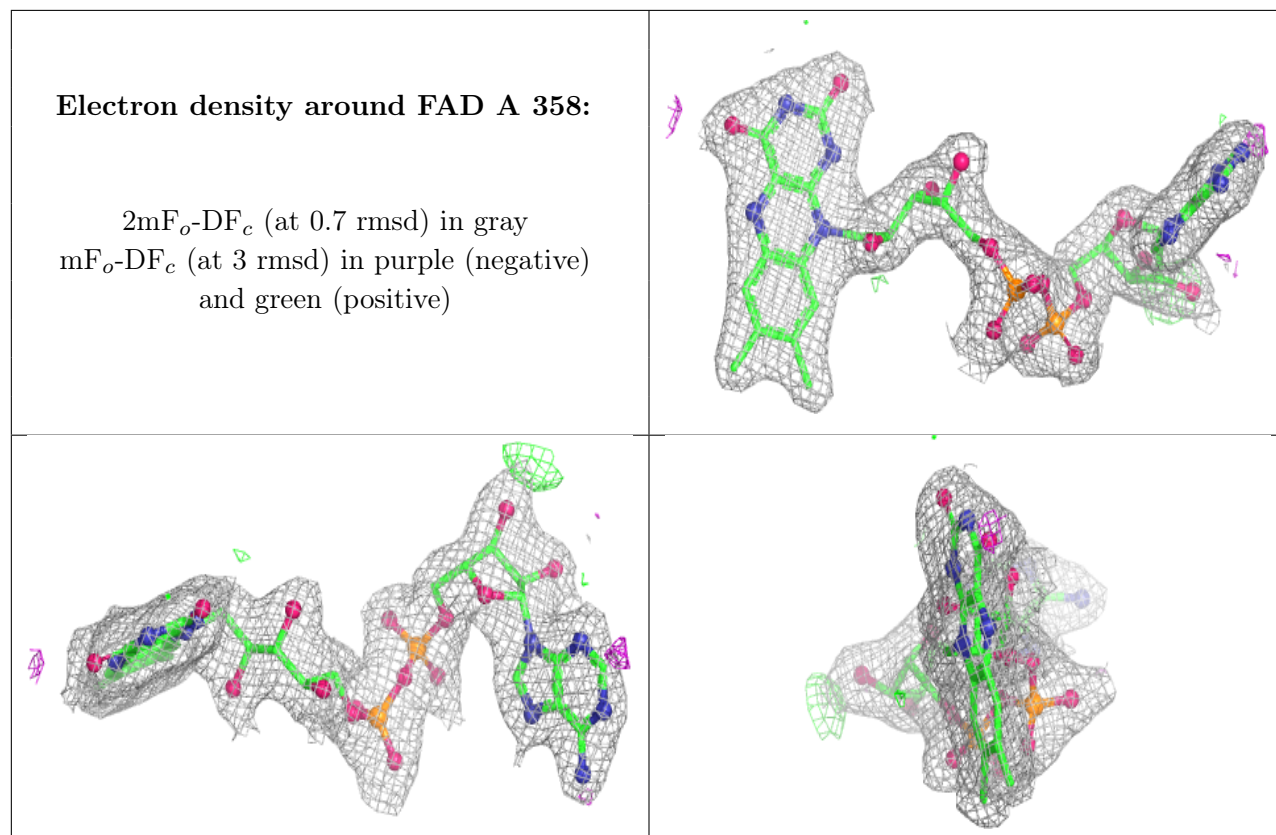 Electron density around FAD A 358:
2mFo-DFc (at 0.7 rmsd) in gray
mFo-DFc (at 3 rmsd) in purple (negative)
and green (positive)